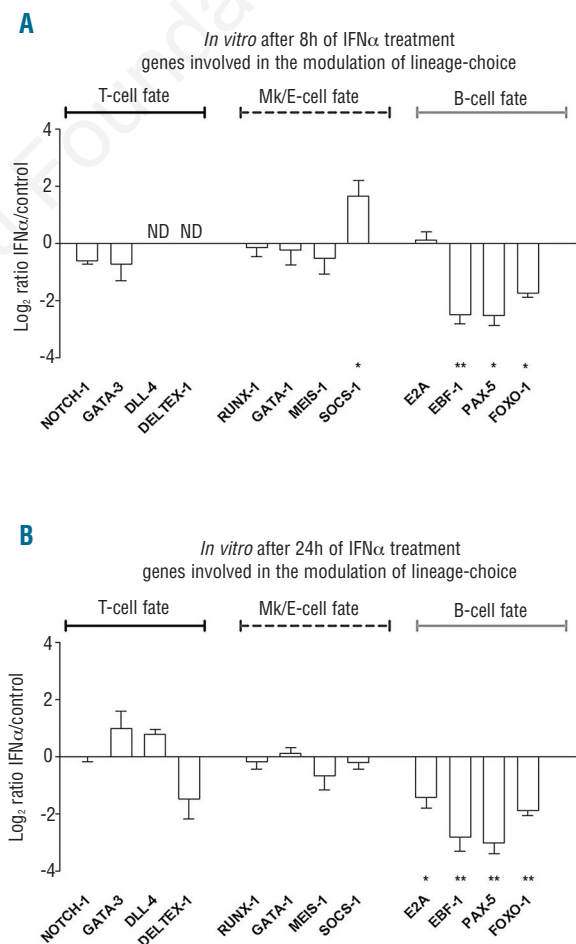 A
In vitro after 8h of IFNα treatment
genes involved in the modulation of lineage-choice
T-cell fate Mk/E-cell fate B-cell fate
Log₂ ratio IFNα/control
4
2
0
-2
-4
ND ND
* ** * *
NOTCH-1 GATA-3 DLL-4 DELTEX-1 RUNX-1 GATA-1 MEIS-1 SOCS-1 E2A EBF-1 PAX-5 FOXO-1
B
In vitro after 24h of IFNα treatment
genes involved in the modulation of lineage-choice
T-cell fate Mk/E-cell fate B-cell fate
Log₂ ratio IFNα/control
4
2
0
-2
-4
* ** ** **
NOTCH-1 GATA-3 DLL-4 DELTEX-1 RUNX-1 GATA-1 MEIS-1 SOCS-1 E2A EBF-1 PAX-5 FOXO-1